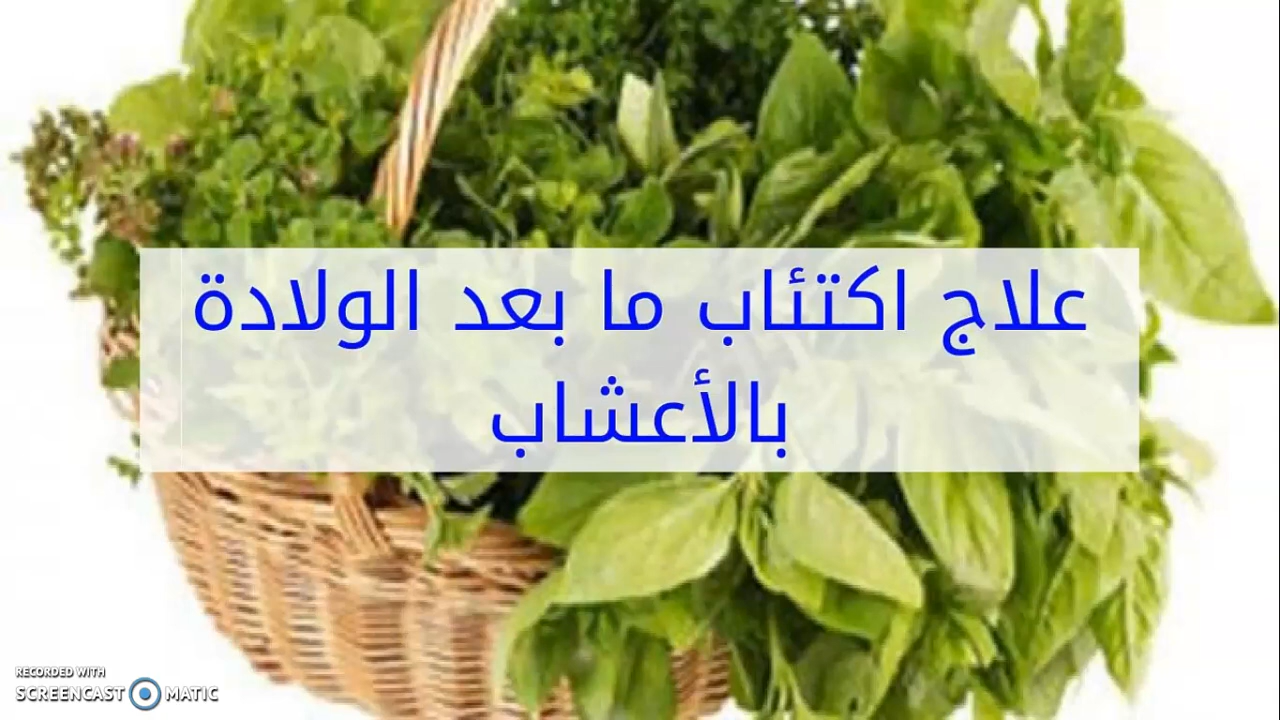 علاج اكتئاب ما بعد الولادة
بالأعشاب
RECORDED WITH
SCREENCAST MATIC